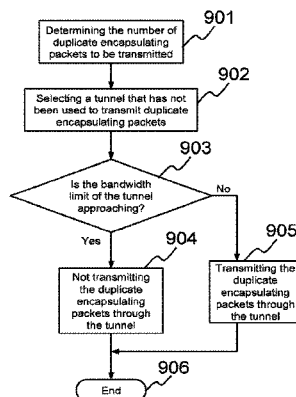 901
Determining the number of
duplicate encapsulating
packets to be transmitted
902
Selecting a tunnel that has not
been used to transmit duplicate
encapsulating packets
903
Is the bandwidth
limit of the tunnel
approaching?
No
Yes
904
905
Not transmitting
the duplicate
encapsulating
packets through
the tunnel
Transmitting the
duplicate
encapsulating
packets through
the tunnel
906
End